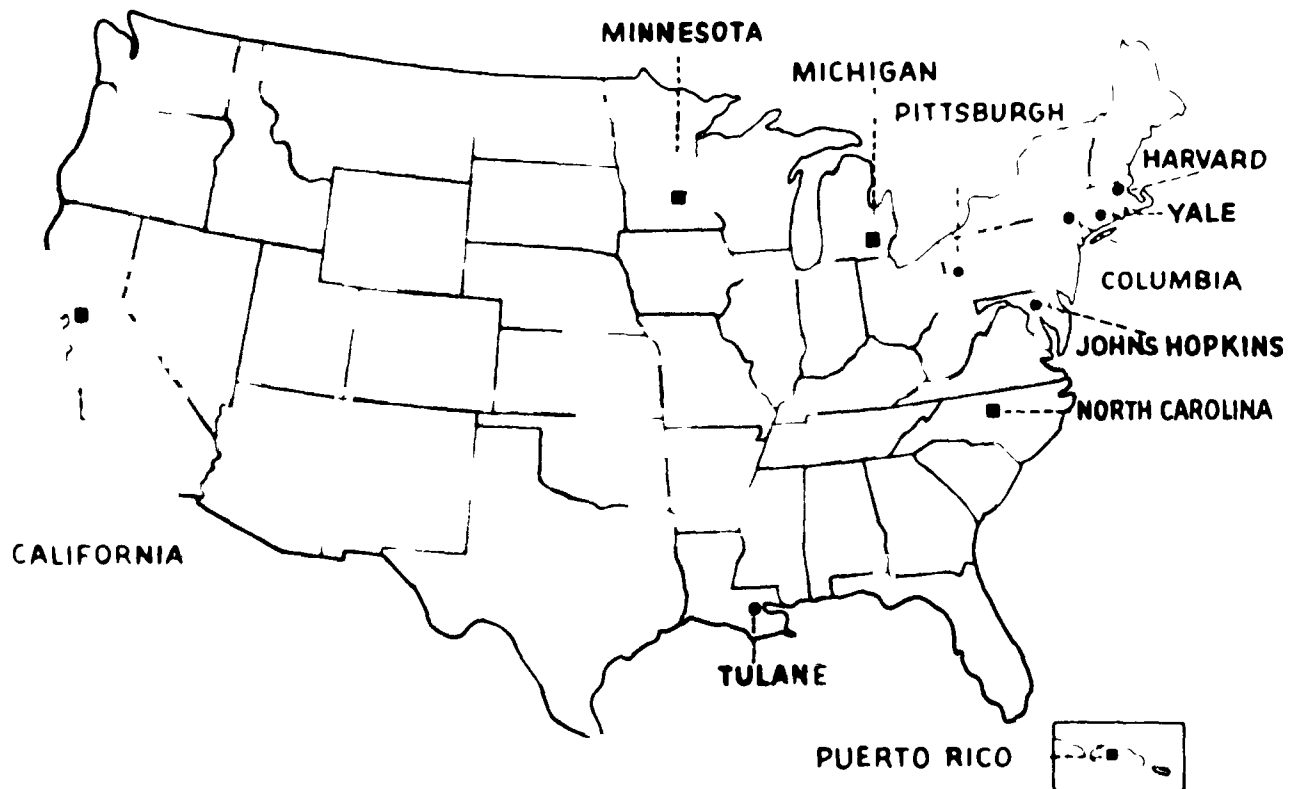 MINNESOTA
MICHIGAN
PITTSBURGH
HARVARD
YALE
COLUMBIA
JOHNS HOPKINS
NORTH CAROLINA
CALIFORNIA
TULANE
PUERTO RICO